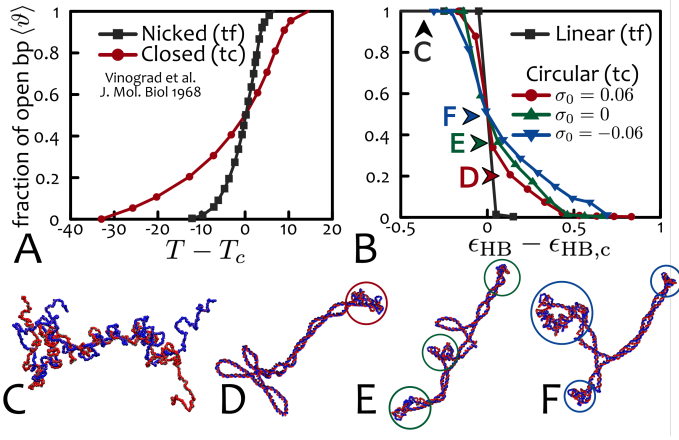 fraction of open bp ⟨ϑ⟩
1
0.8
0.6
0.4
0.2
0
-40 -30 -20 -10 0 10 20
T − T_c
A
Nicked (tf)
Closed (tc)
Vinograd et al.
J. Mol. Biol 1968
1
0.8
0.6
0.4
0.2
0
-0.5 0 0.5 1
ϵ_HB − ϵ_HB,c
B
Linear (tf)
Circular (tc)
σ₀ = 0.06
σ₀ = 0
σ₀ = −0.06
C
F
E
D
C
D
E
F